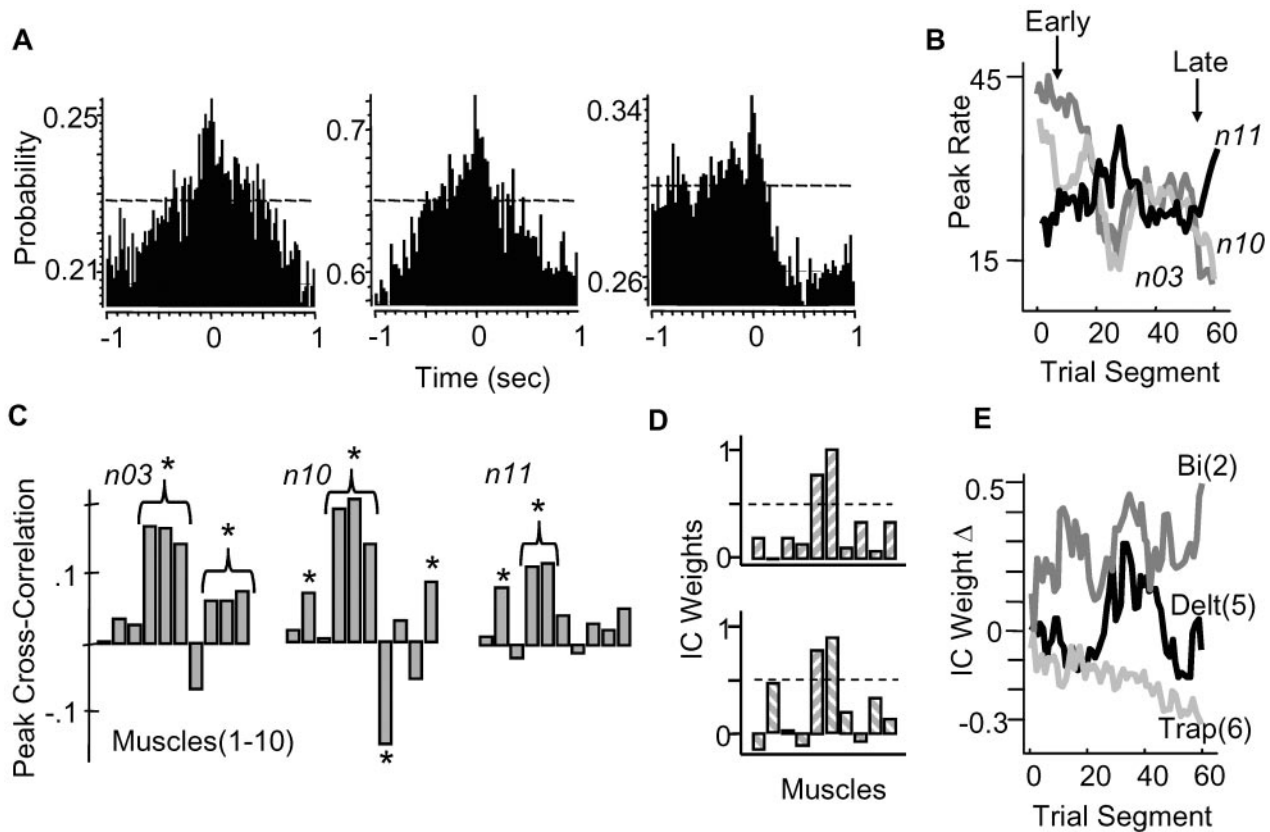 A
Probability
0.25
0.21
-1 0 1
0.7
0.6
-1 0 1
0.34
0.26
-1 0 1
Time (sec)
B
Early
Late
Peak Rate
45
15
n11
n10
n03
0 20 40 60
Trial Segment
C
Peak Cross-Correlation
.1
-.1
n03
*
*
n10
*
*
*
*
n11
*
*
Muscles(1-10)
D
IC Weights
1
0
1
0
Muscles
E
IC Weight Δ
0.5
0
-0.3
Bi(2)
Delt(5)
Trap(6)
0 20 40 60
Trial Segment